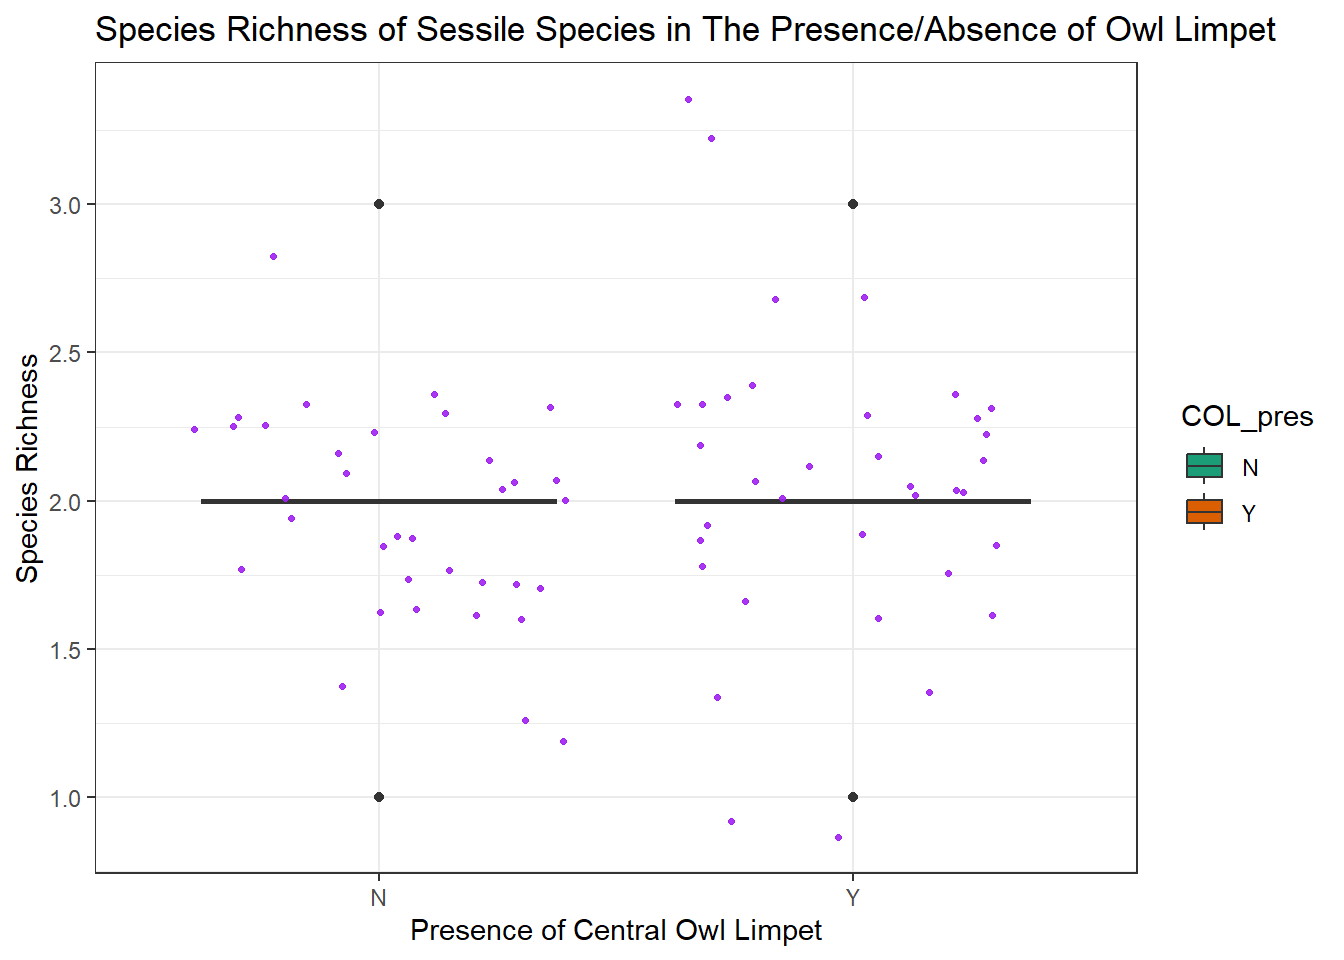 Species Richness of Sessile Species in The Presence/Absence of Owl Limpet
Species Richness
3.0
2.5
2.0
1.5
1.0
N
Y
Presence of Central Owl Limpet
COL_pres
N
Y